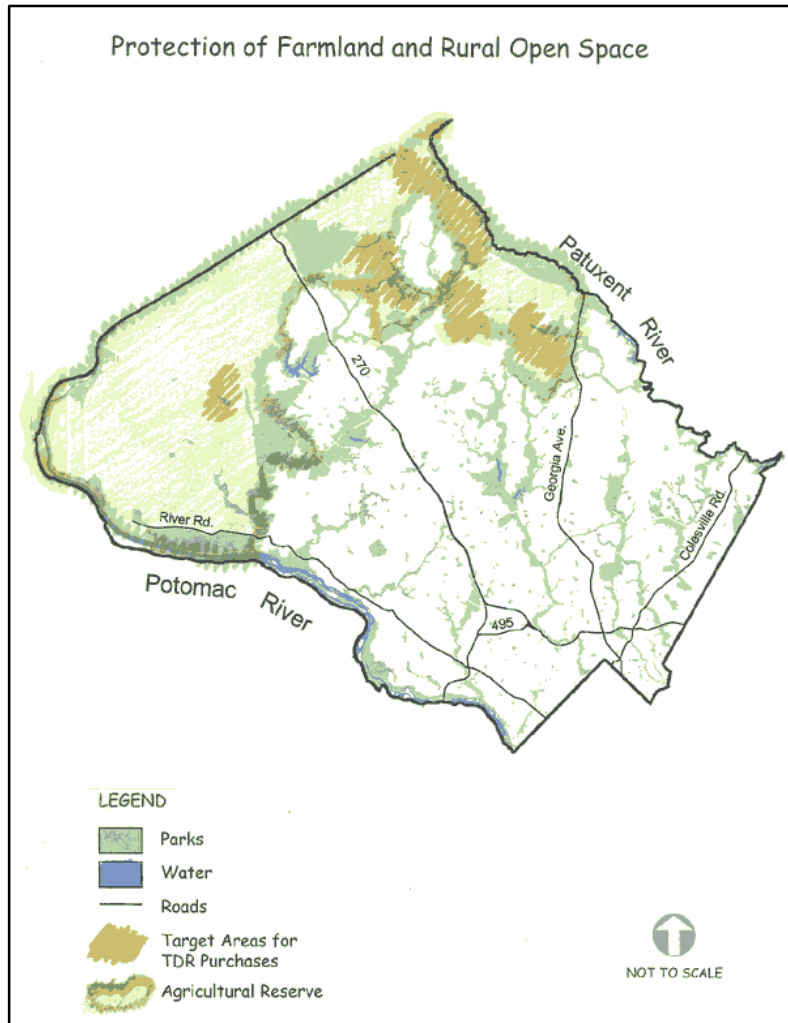 Protection of Farmland and Rural Open Space
Patuxent
River
270
Georgia Ave.
Colesville Rd.
River Rd.
Potomac River
495
LEGEND
Parks
Water
Roads
Target Areas for
TDR Purchases
Agricultural Reserve
NOT TO SCALE